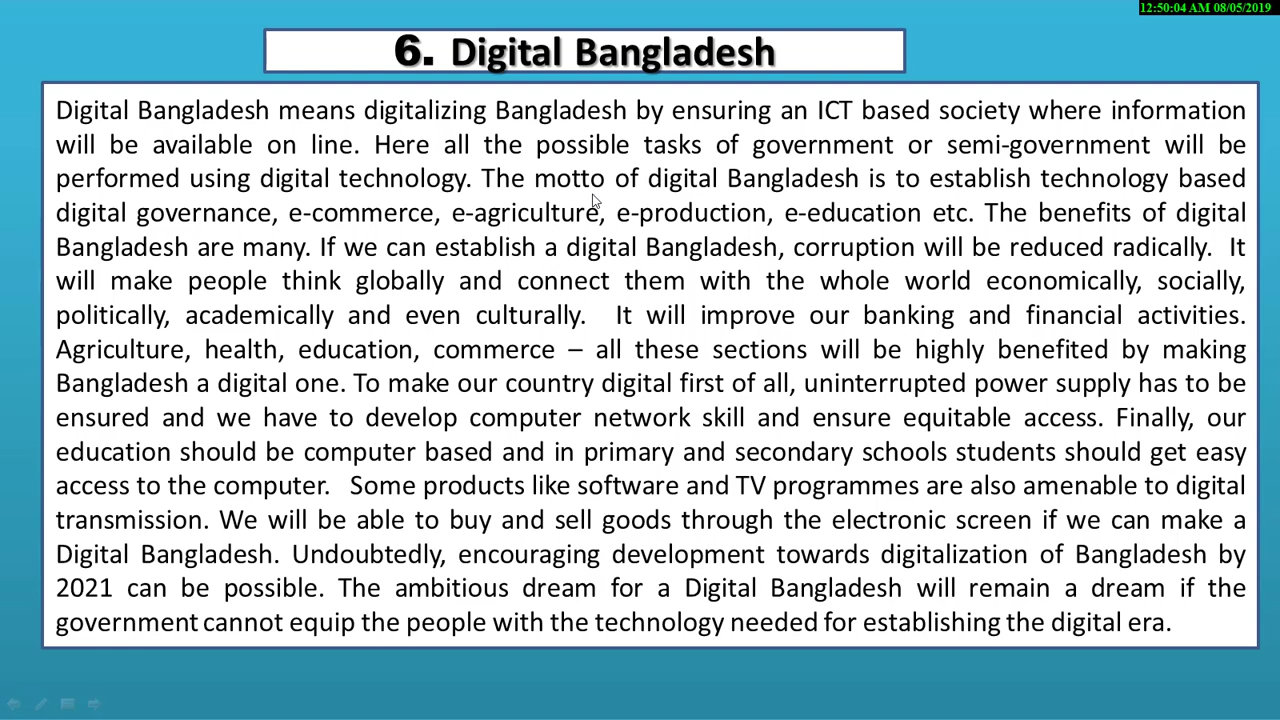 12:50:04 AM 08/05/2019
6. Digital Bangladesh
Digital Bangladesh means digitalizing Bangladesh by ensuring an ICT based society where information
will be available on line. Here all the possible tasks of government or semi-government will be
performed using digital technology. The motto of digital Bangladesh is to establish technology based
digital governance, e-commerce, e-agriculture, e-production, e-education etc. The benefits of digital
Bangladesh are many. If we can establish a digital Bangladesh, corruption will be reduced radically. It
will make people think globally and connect them with the whole world economically, socially,
politically, academically and even culturally. It will improve our banking and financial activities.
Agriculture, health, education, commerce – all these sections will be highly benefited by making
Bangladesh a digital one. To make our country digital first of all, uninterrupted power supply has to be
ensured and we have to develop computer network skill and ensure equitable access. Finally, our
education should be computer based and in primary and secondary schools students should get easy
access to the computer. Some products like software and TV programmes are also amenable to digital
transmission. We will be able to buy and sell goods through the electronic screen if we can make a
Digital Bangladesh. Undoubtedly, encouraging development towards digitalization of Bangladesh by
2021 can be possible. The ambitious dream for a Digital Bangladesh will remain a dream if the
government cannot equip the people with the technology needed for establishing the digital era.